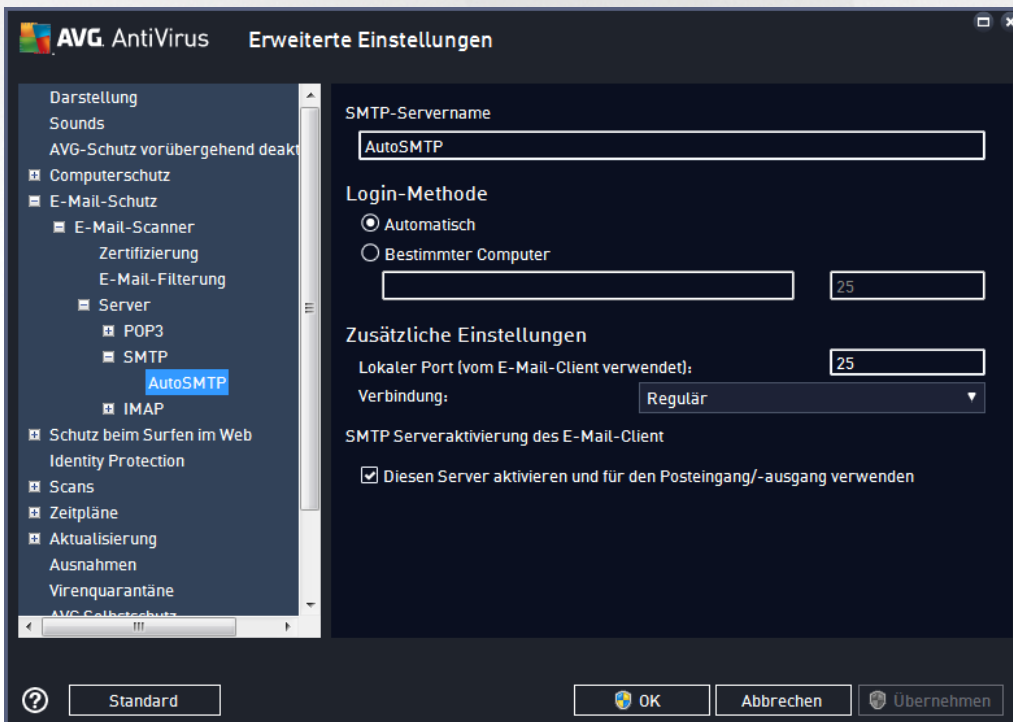 AVG. AntiVirus Erweiterte Einstellungen
Darstellung
Sounds
AVG-Schutz vorübergehend deakt
Computerschutz
E-Mail-Schutz
E-Mail-Scanner
Zertifizierung
E-Mail-Filterung
Server
POP3
SMTP
AutoSMTP
IMAP
Schutz beim Surfen im Web
Identity Protection
Scans
Zeitpläne
Aktualisierung
Ausnahmen
Virenquarantäne
AVG Selbstschutz
SMTP-Servername
AutoSMTP
Login-Methode
Automatisch
Bestimmter Computer
25
Zusätzliche Einstellungen
Lokaler Port (vom E-Mail-Client verwendet): 25
Verbindung: Regulär
SMTP Serveraktivierung des E-Mail-Client
Diesen Server aktivieren und für den Posteingang/-ausgang verwenden
? Standard OK Abbrechen Übernehmen